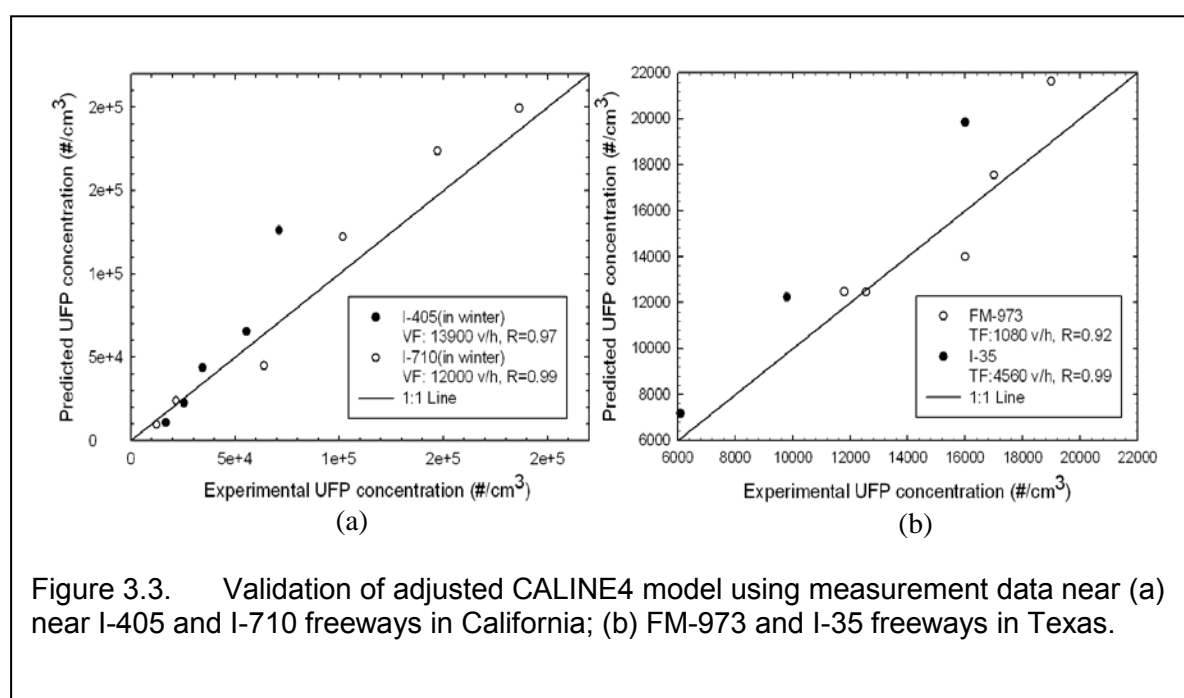 Predicted UFP concentration (#/cm3)
2e+5
2e+5
1e+5
5e+4
0
I-405(in winter)
VF: 13900 v/h, R=0.97
I-710(in winter)
VF: 12000 v/h, R=0.99
1:1 Line
0 5e+4 1e+5 2e+5 2e+5
Experimental UFP concentration (#/cm3)
(a)
Predicted UFP concentration (#/cm3)
22000
20000
18000
16000
14000
12000
10000
8000
6000
FM-973
TF:1080 v/h, R=0.92
I-35
TF:4560 v/h, R=0.99
1:1 Line
6000 8000 10000 12000 14000 16000 18000 20000 22000
Experimental UFP concentration (#/cm3)
(b)
Figure 3.3. Validation of adjusted CALINE4 model using measurement data near (a)
near I-405 and I-710 freeways in California; (b) FM-973 and I-35 freeways in Texas.